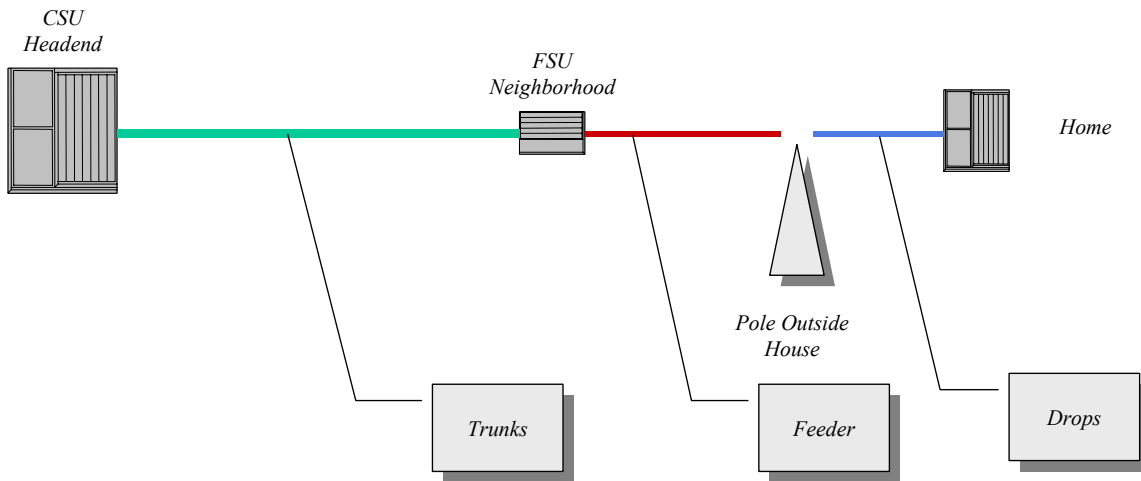 CSU
Headend
FSU
Neighborhood
Home
Pole Outside
House
Trunks
Feeder
Drops